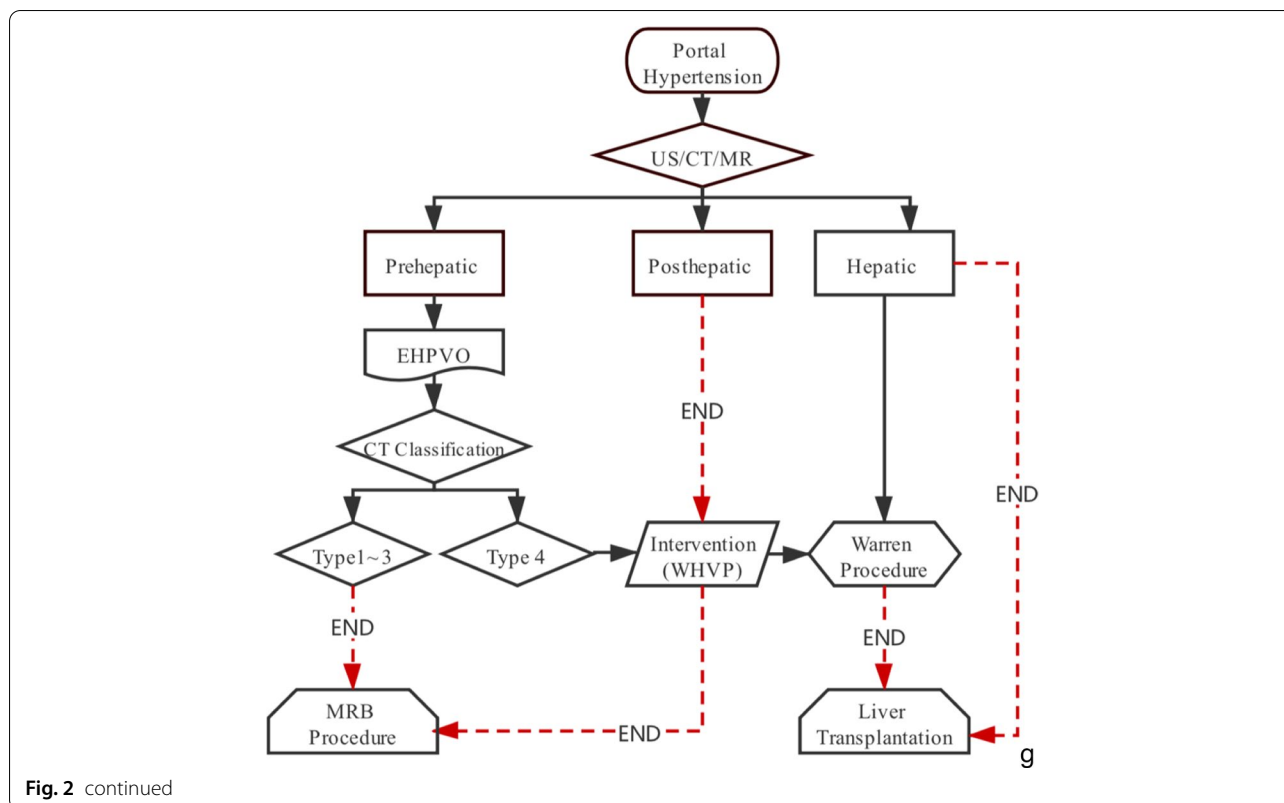 Portal
Hypertension
US/CT/MR
Prehepatic
Posthepatic
Hepatic
EHPVO
END
CT Classification
END
Type1~3
Type 4
Intervention
(WHVP)
Warren
Procedure
END
END
MRB
Procedure
END
Liver
Transplantation
g
Fig. 2 continued